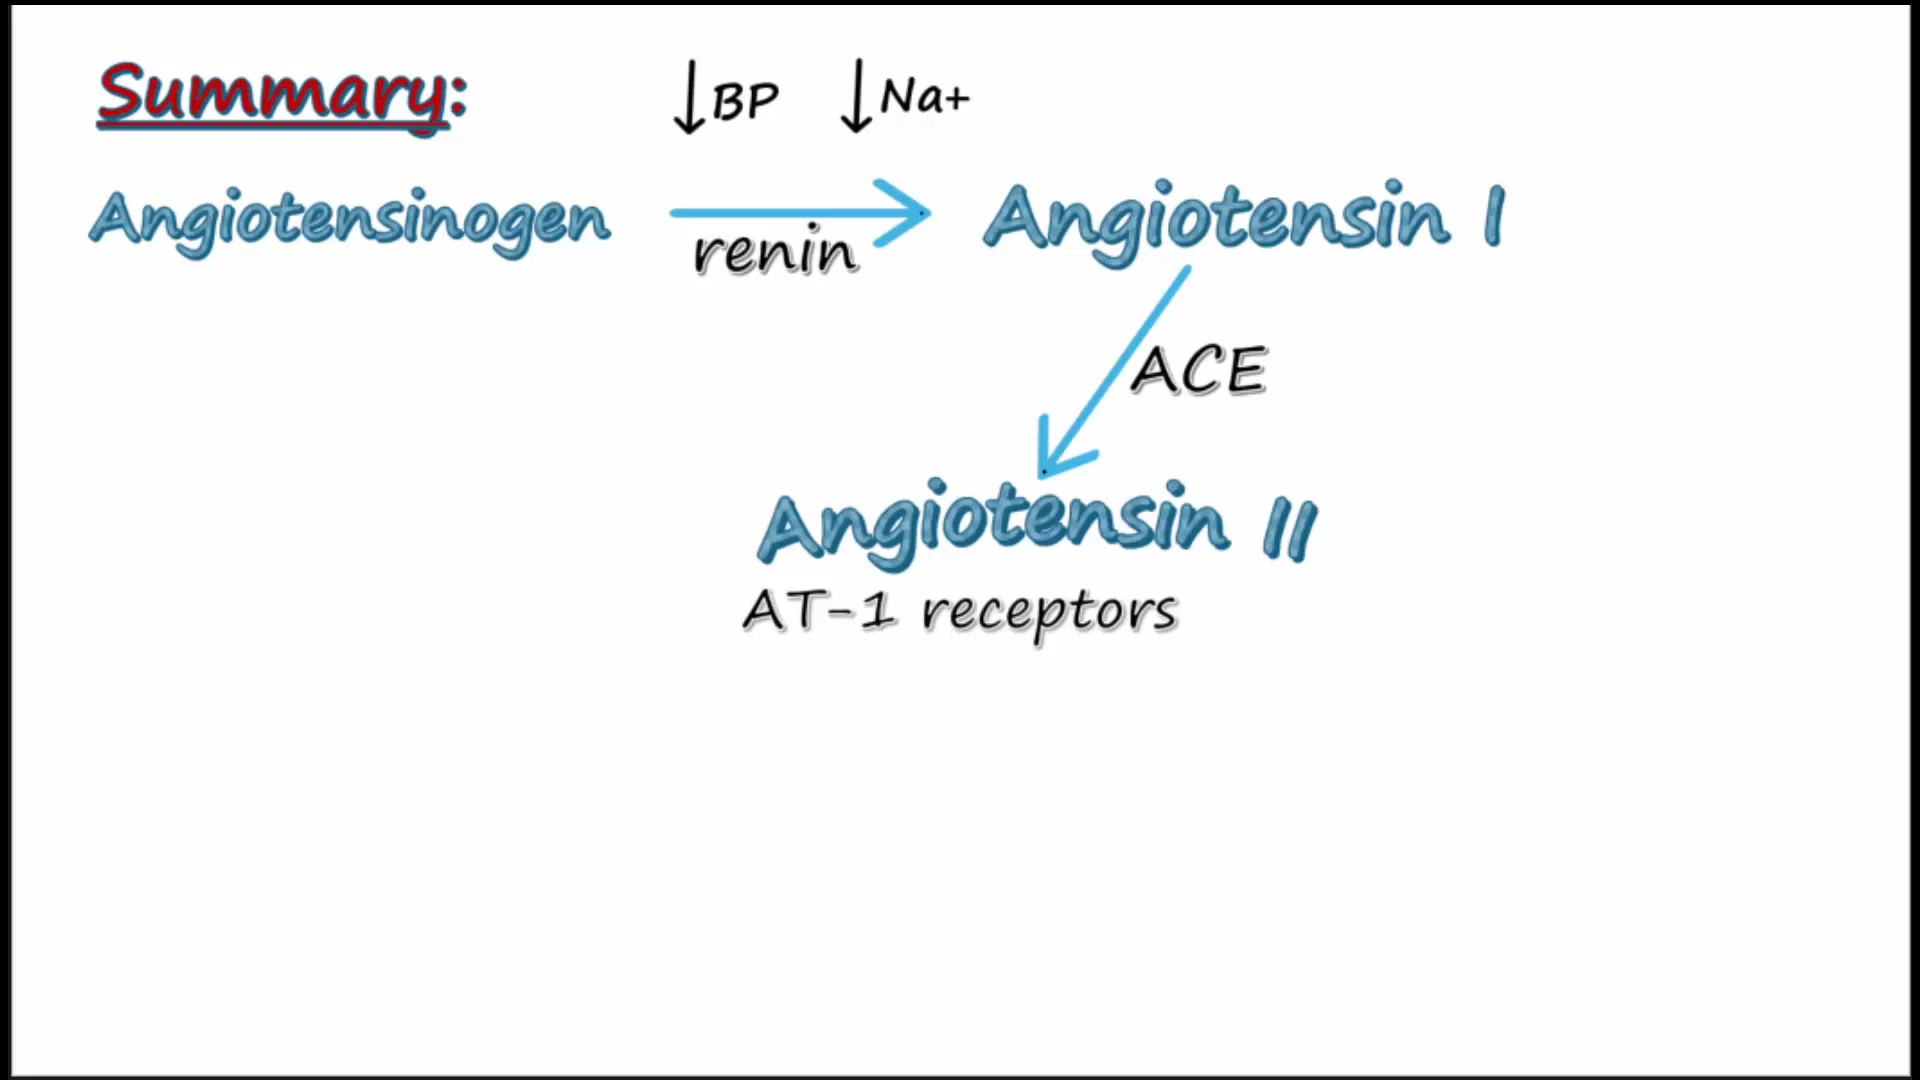 Summary:
↓BP ↓Na+
Angiotensinogen
renin
Angiotensin I
ACE
Angiotensin II
AT-1 receptors